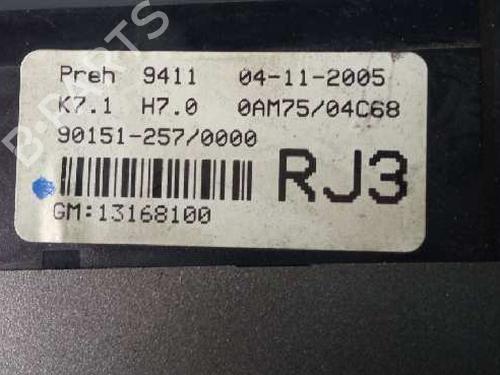 Preh 9411 04-11-2005
K7.1 H7.0 0AM75/04C68
90151-257/0000
RJ3
GM:13168100
B-PARTS